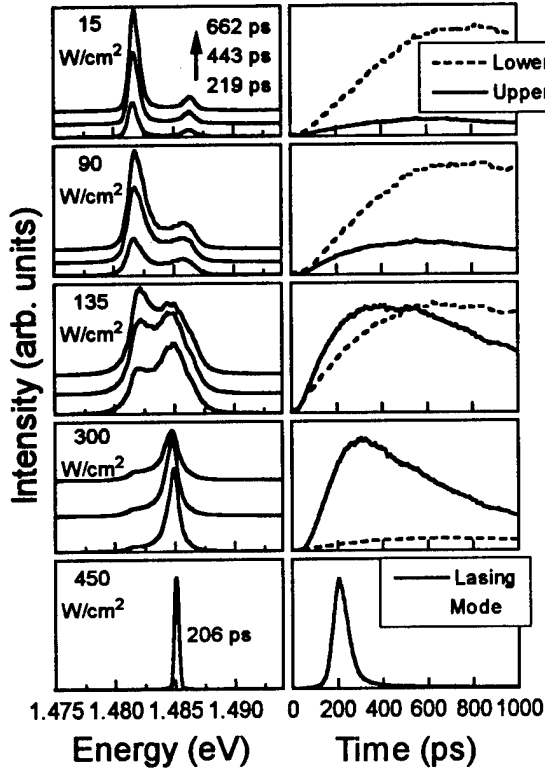 15
W/cm²
662 ps
443 ps
219 ps
Lower
Upper
90
W/cm²
135
W/cm²
300
W/cm²
450
W/cm²
206 ps
Lasing
Mode
Intensity (arb. units)
1.475 1.480 1.485 1.490
0 200 400 600 800 1000
Energy (eV)
Time (ps)